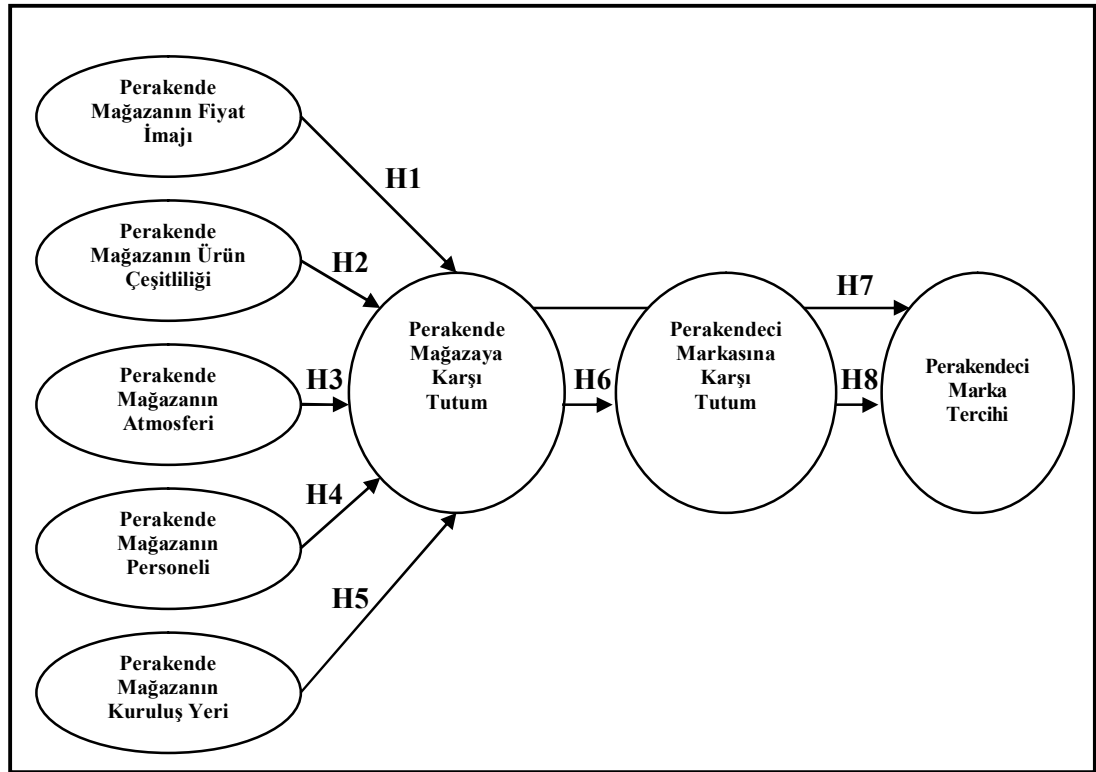 Perakende
Mağazanın Fiyat
İmajı
H1
Perakende
Mağazanın Ürün
Çeşitliliği
H2
Perakende
Mağazanın
Atmosferi
H3
Perakende
Mağazanın
Personeli
H4
Perakende
Mağazanın
Kuruluş Yeri
H5
Perakende
Mağazaya
Karşı
Tutum
H6
Perakendeci
Markasına
Karşı
Tutum
H7
H8
Perakendeci
Marka
Tercihi